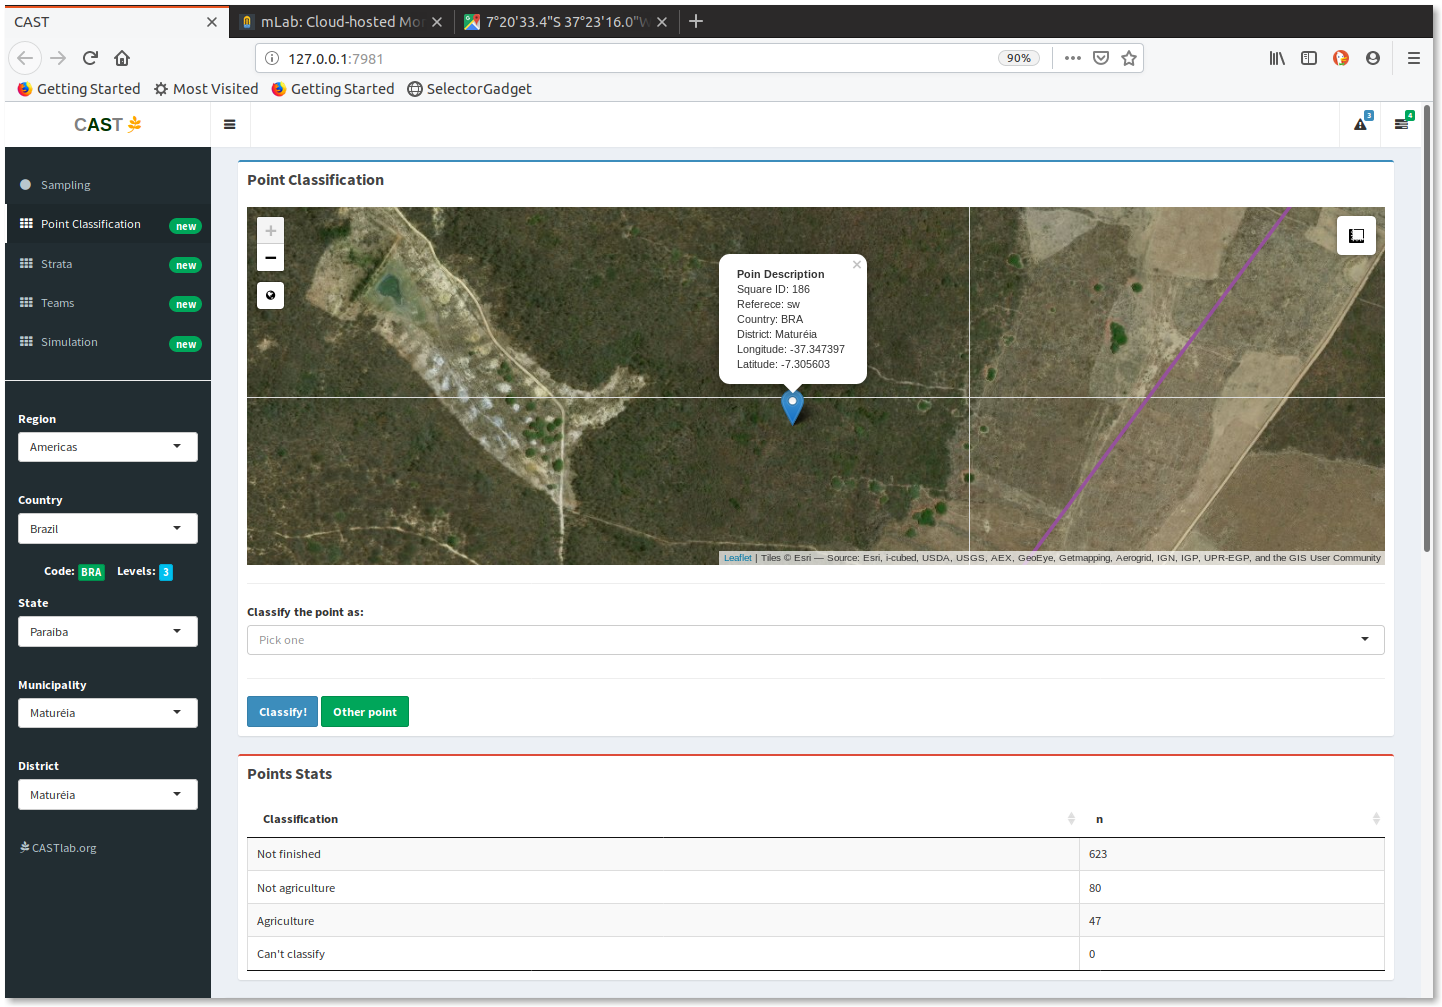 CAST
mLab: Cloud-hosted Mo
7°20'33.4"S 37°23'16.0"W
127.0.0.1:7981
90%
Getting Started
Most Visited
Getting Started
SelectorGadget
CAST
3
4
Sampling
Point Classification new
Strata new
Teams new
Simulation new
Region
Americas
Country
Brazil
Code: BRA Levels: 3
State
Paraíba
Municipality
Maturéia
District
Maturéia
CASTlab.org
Point Classification
+
−
Poin Description
Square ID: 186
Referece: sw
Country: BRA
District: Maturéia
Longitude: -37.347397
Latitude: -7.305603
×
Leaflet | Tiles © Esri — Source: Esri, i-cubed, USDA, USGS, AEX, GeoEye, Getmapping, Aerogrid, IGN, IGP, UPR-EGP, and the GIS User Community
Classify the point as:
Pick one
Classify! Other point
Points Stats
Classification n
Not finished 623
Not agriculture 80
Agriculture 47
Can't classify 0